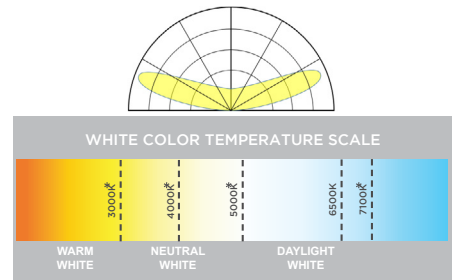 WHITE COLOR TEMPERATURE SCALE
3000K*
4000K*
5000K*
6500K
7100K*
WARM
WHITE
NEUTRAL
WHITE
DAYLIGHT
WHITE